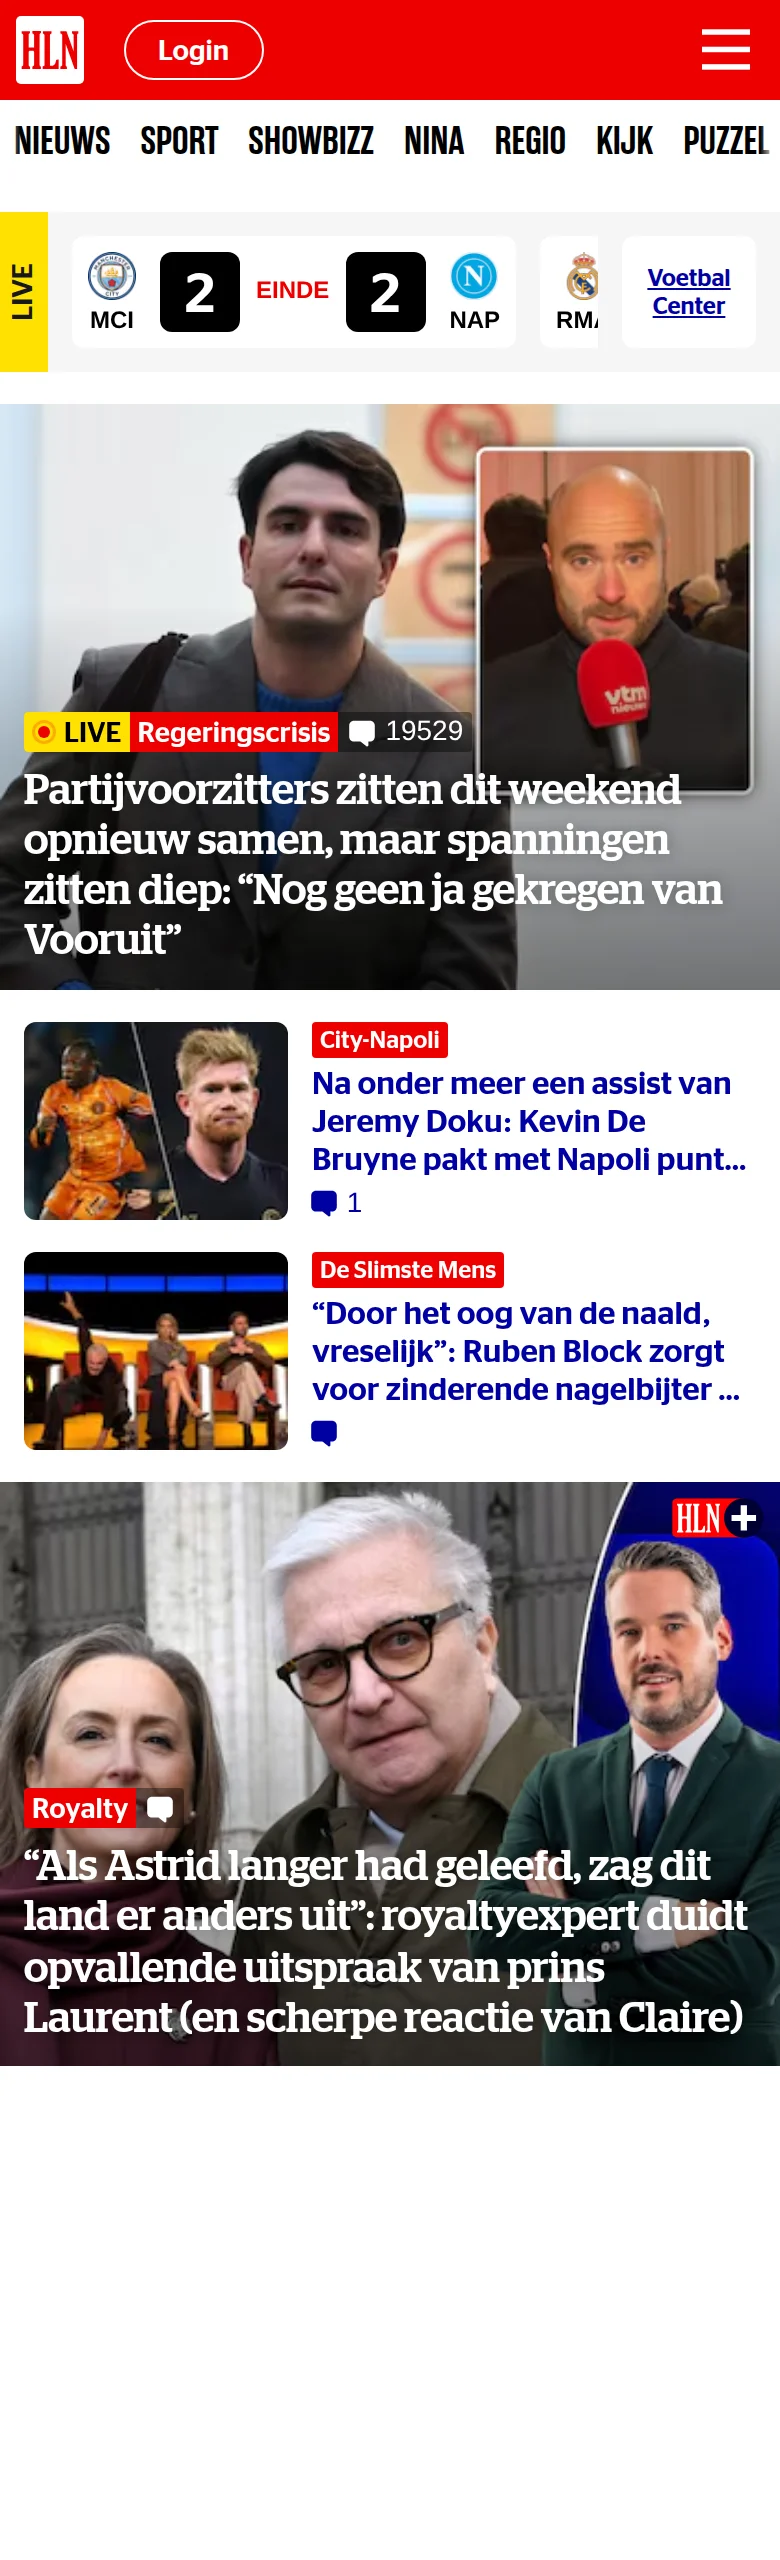 HLN
Login
NIEUWS SPORT SHOWBIZZ NINA REGIO KIJK PUZZEL
LIVE
MANCHESTER
CITY
MCI
2 EINDE 2
N
NAP
RMA
Voetbal
Center
vtm
nieuws
LIVE Regeringscrisis 19529
Partijvoorzitters zitten dit weekend
opnieuw samen, maar spanningen
zitten diep: “Nog geen ja gekregen van
Vooruit”
City-Napoli
Na onder meer een assist van
Jeremy Doku: Kevin De
Bruyne pakt met Napoli punt...
1
De Slimste Mens
“Door het oog van de naald,
vreselijk”: Ruben Block zorgt
voor zinderende nagelbijter ...
HLN+
Royalty
“Als Astrid langer had geleefd, zag dit
land er anders uit”: royaltyexpert duidt
opvallende uitspraak van prins
Laurent (en scherpe reactie van Claire)